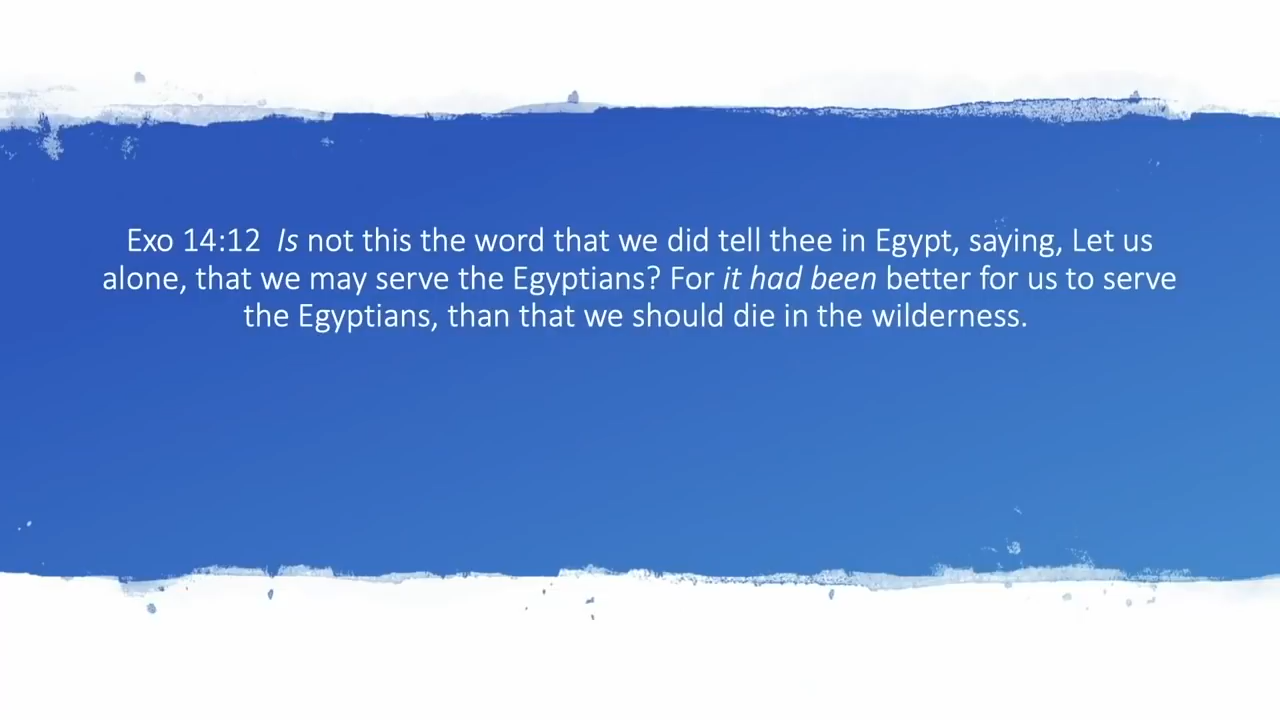 Exo 14:12  Is not this the word that we did tell thee in Egypt, saying, Let us
alone, that we may serve the Egyptians? For it had been better for us to serve
the Egyptians, than that we should die in the wilderness.